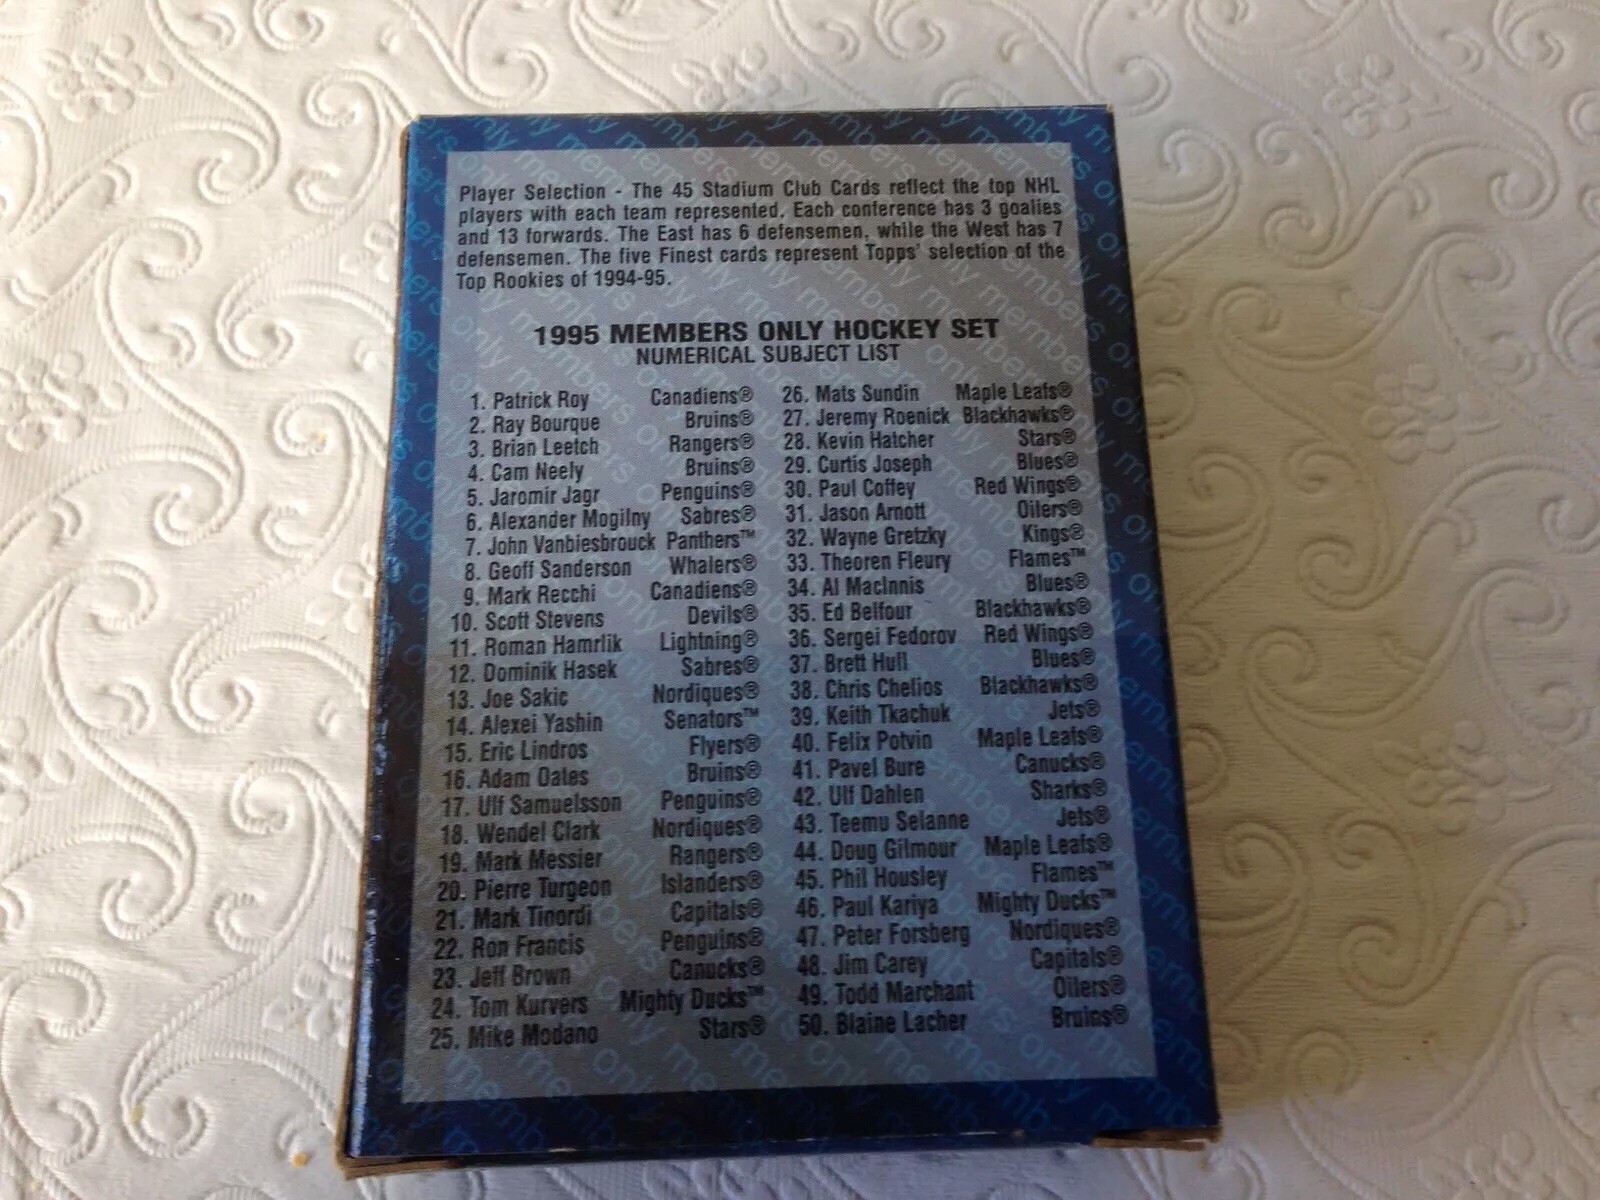 Player Selection - The 45 Stadium Club Cards reflect the top NHL
players with each team represented. Each conference has 3 goalies
and 13 forwards. The East has 6 defensemen, while the West has 7
defensemen. The five Finest cards represent Topps' selection of the
Top Rookies of 1994-95.
1995 MEMBERS ONLY HOCKEY SET
NUMERICAL SUBJECT LIST
1. Patrick Roy Canadiens®
2. Ray Bourque Bruins®
3. Brian Leetch Rangers®
4. Cam Neely Bruins®
5. Jaromir Jagr Penguins®
6. Alexander Mogilny Sabres®
7. John Vanbiesbrouck Panthers™
8. Geoff Sanderson Whalers®
9. Mark Recchi Canadiens®
10. Scott Stevens Devils®
11. Roman Hamrlik Lightning®
12. Dominik Hasek Sabres®
13. Joe Sakic Nordiques®
14. Alexei Yashin Senators™
15. Eric Lindros Flyers®
16. Adam Oates Bruins®
17. Ulf Samuelsson Penguins®
18. Wendel Clark Nordiques®
19. Mark Messier Rangers®
20. Pierre Turgeon Islanders®
21. Mark Tinordi Capitals®
22. Ron Francis Penguins®
23. Jeff Brown Canucks®
24. Tom Kurvers Mighty Ducks™
25. Mike Modano Stars®
26. Mats Sundin Maple Leafs®
27. Jeremy Roenick Blackhawks®
28. Kevin Hatcher Stars®
29. Curtis Joseph Blues®
30. Paul Coffey Red Wings®
31. Jason Arnott Oilers®
32. Wayne Gretzky Kings®
33. Theoren Fleury Flames™
34. Al MacInnis Blues®
35. Ed Belfour Blackhawks®
36. Sergei Fedorov Red Wings®
37. Brett Hull Blues®
38. Chris Chelios Blackhawks®
39. Keith Tkachuk Jets®
40. Felix Potvin Maple Leafs®
41. Pavel Bure Canucks®
42. Ulf Dahlen Sharks®
43. Teemu Selanne Jets®
44. Doug Gilmour Maple Leafs®
45. Phil Housley Flames™
46. Paul Kariya Mighty Ducks™
47. Peter Forsberg Nordiques®
48. Jim Carey Capitals®
49. Todd Marchant Oilers®
50. Blaine Lacher Bruins®